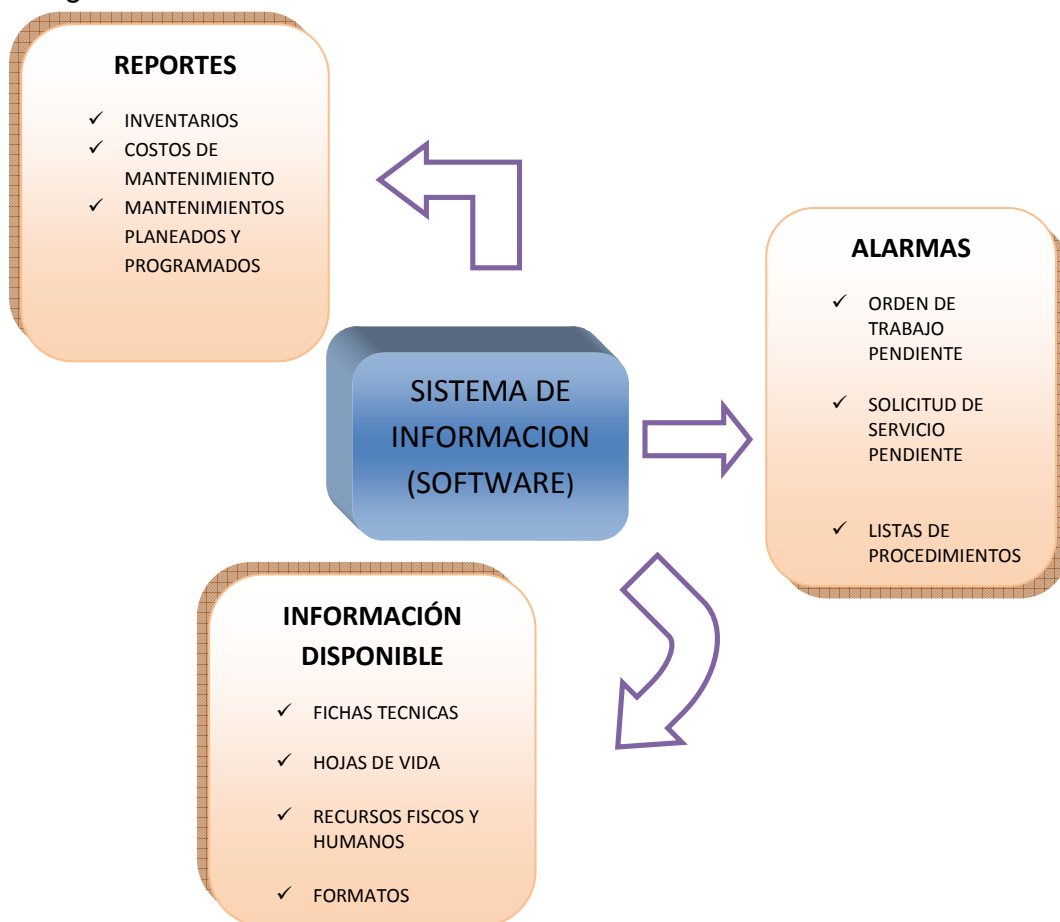 REPORTES
✓ INVENTARIOS
✓ COSTOS DE
MANTENIMIENTO
✓ MANTENIMIENTOS
PLANEADOS Y
PROGRAMADOS
ALARMAS
✓ ORDEN DE
TRABAJO
PENDIENTE
✓ SOLICITUD DE
SERVICIO
PENDIENTE
✓ LISTAS DE
PROCEDIMIENTOS
SISTEMA DE
INFORMACION
(SOFTWARE)
INFORMACIÓN
DISPONIBLE
✓ FICHAS TECNICAS
✓ HOJAS DE VIDA
✓ RECURSOS FISCOS Y
HUMANOS
✓ FORMATOS